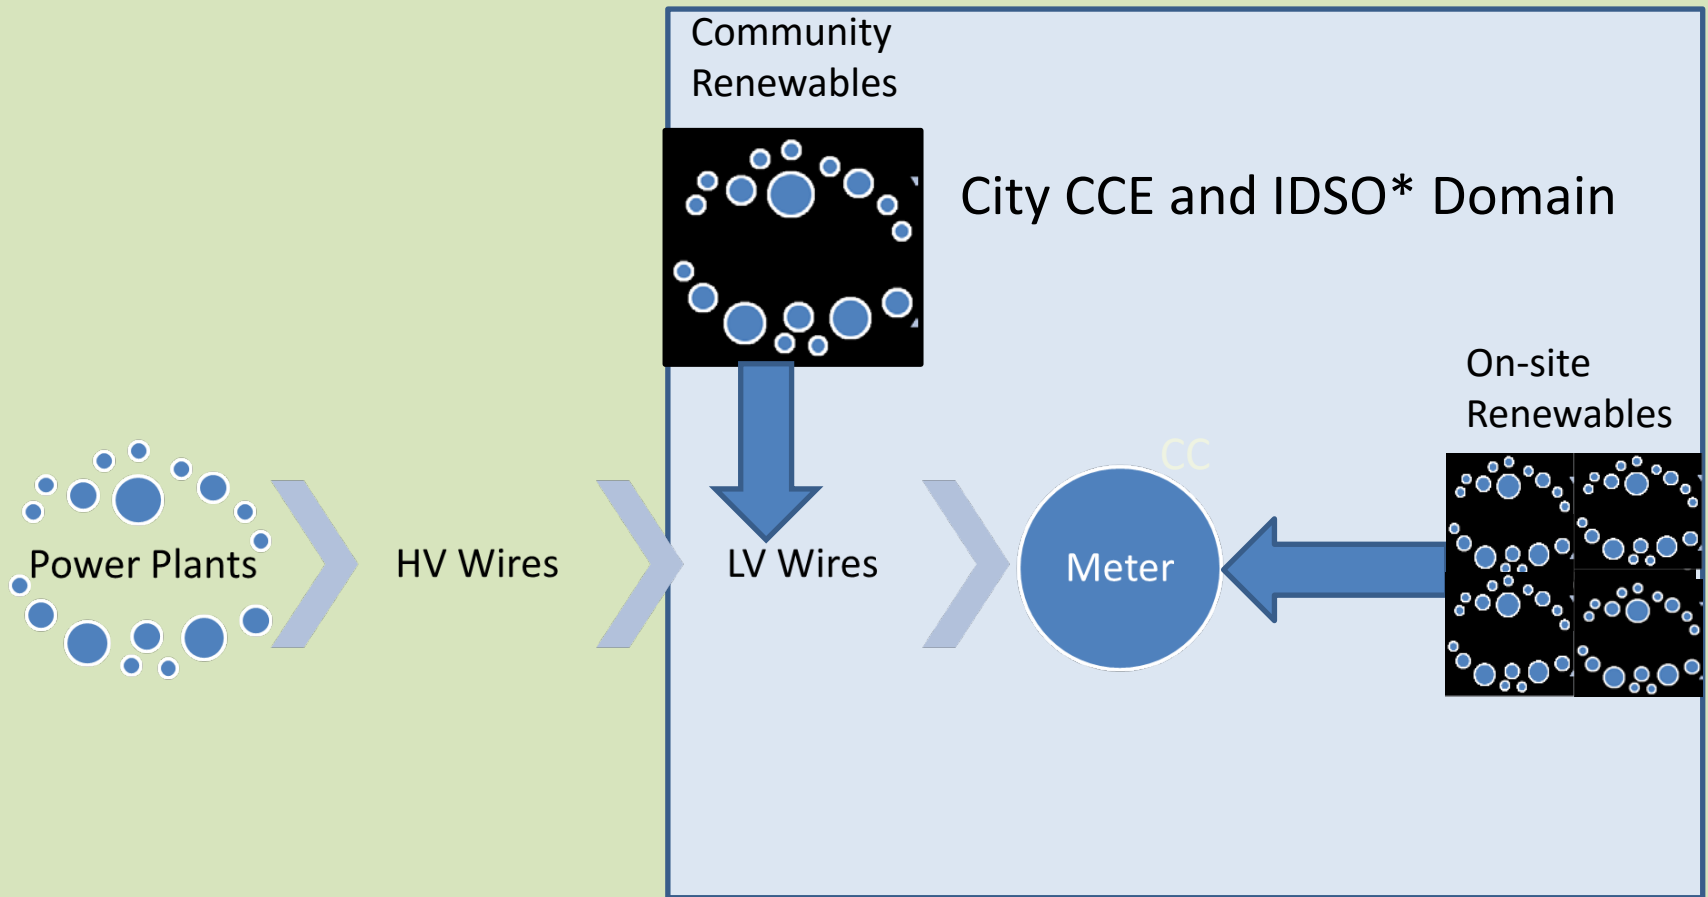 Community
Renewables
City CCE and IDSO* Domain
On-site
Renewables
CC
Power Plants
HV Wires
LV Wires
Meter